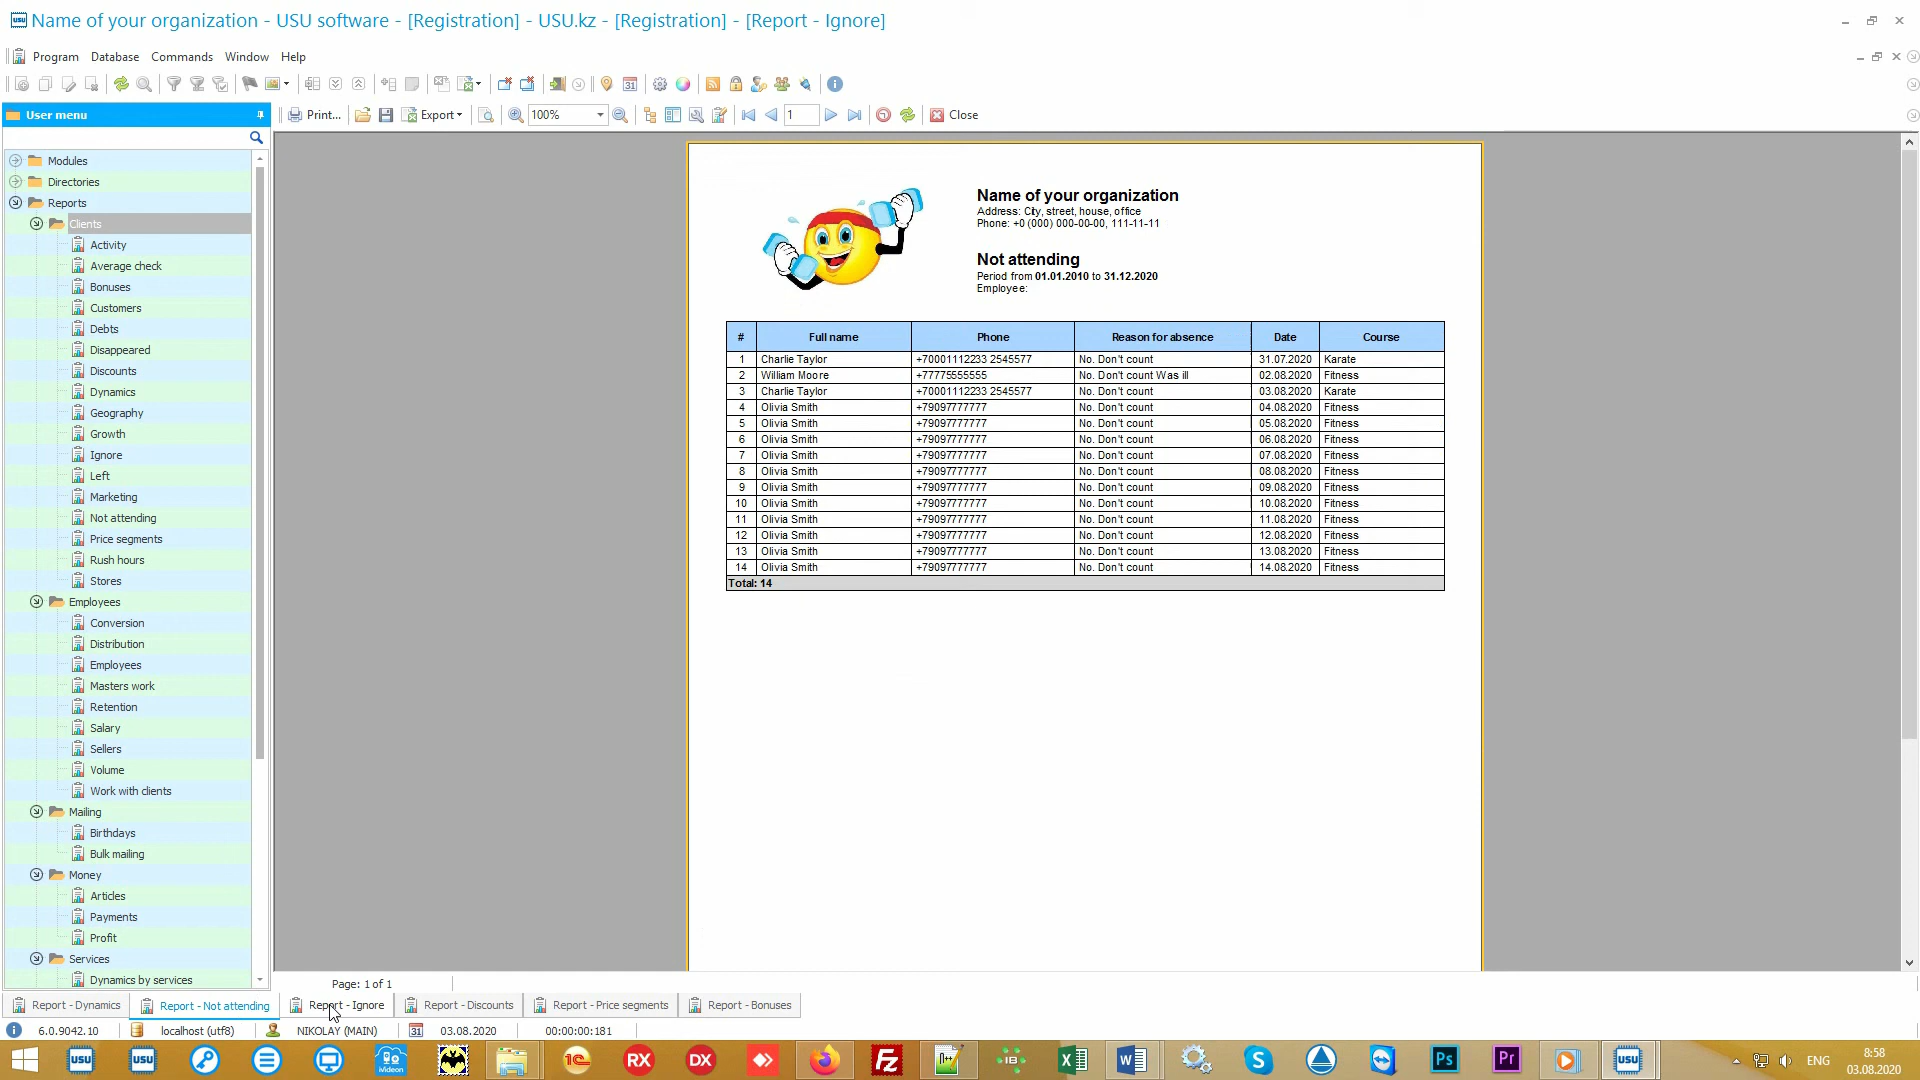 Name of your organization - USU software - [Registration] - USU.kz - [Registration] - [Report - Ignore]
Program Database Commands Window Help
User menu
Print... Export 100% 1 Close
Modules
Directories
Reports
Clients
Activity
Average check
Bonuses
Customers
Debts
Disappeared
Discounts
Dynamics
Geography
Growth
Ignore
Left
Marketing
Not attending
Price segments
Rush hours
Stores
Employees
Conversion
Distribution
Employees
Masters work
Retention
Salary
Sellers
Volume
Work with clients
Mailing
Birthdays
Bulk mailing
Money
Articles
Payments
Profit
Services
Dynamics by services
Name of your organization
Address: City, street, house, office
Phone: +0 (000) 000-00-00, 111-11-11
Not attending
Period from 01.01.2010 to 31.12.2020
Employee:
# Full name Phone Reason for absence Date Course
1 Charlie Taylor +70001112233 2545577 No. Don't count 31.07.2020 Karate
2 William Moore +77775555555 No. Don't count Was ill 02.08.2020 Fitness
3 Charlie Taylor +70001112233 2545577 No. Don't count 03.08.2020 Karate
4 Olivia Smith +79097777777 No. Don't count 04.08.2020 Fitness
5 Olivia Smith +79097777777 No. Don't count 05.08.2020 Fitness
6 Olivia Smith +79097777777 No. Don't count 06.08.2020 Fitness
7 Olivia Smith +79097777777 No. Don't count 07.08.2020 Fitness
8 Olivia Smith +79097777777 No. Don't count 08.08.2020 Fitness
9 Olivia Smith +79097777777 No. Don't count 09.08.2020 Fitness
10 Olivia Smith +79097777777 No. Don't count 10.08.2020 Fitness
11 Olivia Smith +79097777777 No. Don't count 11.08.2020 Fitness
12 Olivia Smith +79097777777 No. Don't count 12.08.2020 Fitness
13 Olivia Smith +79097777777 No. Don't count 13.08.2020 Fitness
14 Olivia Smith +79097777777 No. Don't count 14.08.2020 Fitness
Total: 14
Page: 1 of 1
Report - Dynamics Report - Not attending Report - Ignore Report - Discounts Report - Price segments Report - Bonuses
6.0.9042.10 localhost (utf8) NIKOLAY (MAIN) 31 03.08.2020 00:00:00:181
USU USU iVideon 1C RX DX FZ IB X W S Ps Pr USU ENG 8:58
03.08.2020